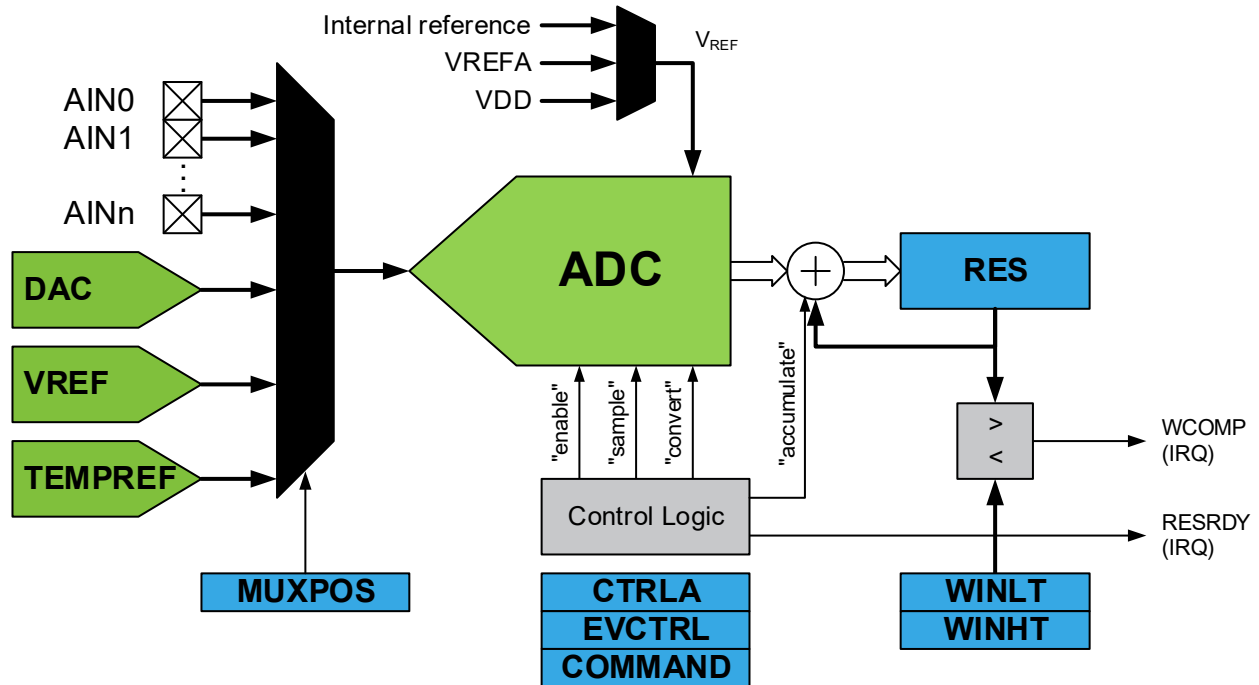 Internal reference
VREFA
VDD
VREF
AIN0
AIN1
AINn
DAC
VREF
TEMPREF
MUXPOS
ADC
RES
"enable"
"sample"
"convert"
"accumulate"
Control Logic
>
<
WCOMP
(IRQ)
RESRDY
(IRQ)
CTRLA
EVCTRL
COMMAND
WINLT
WINHT